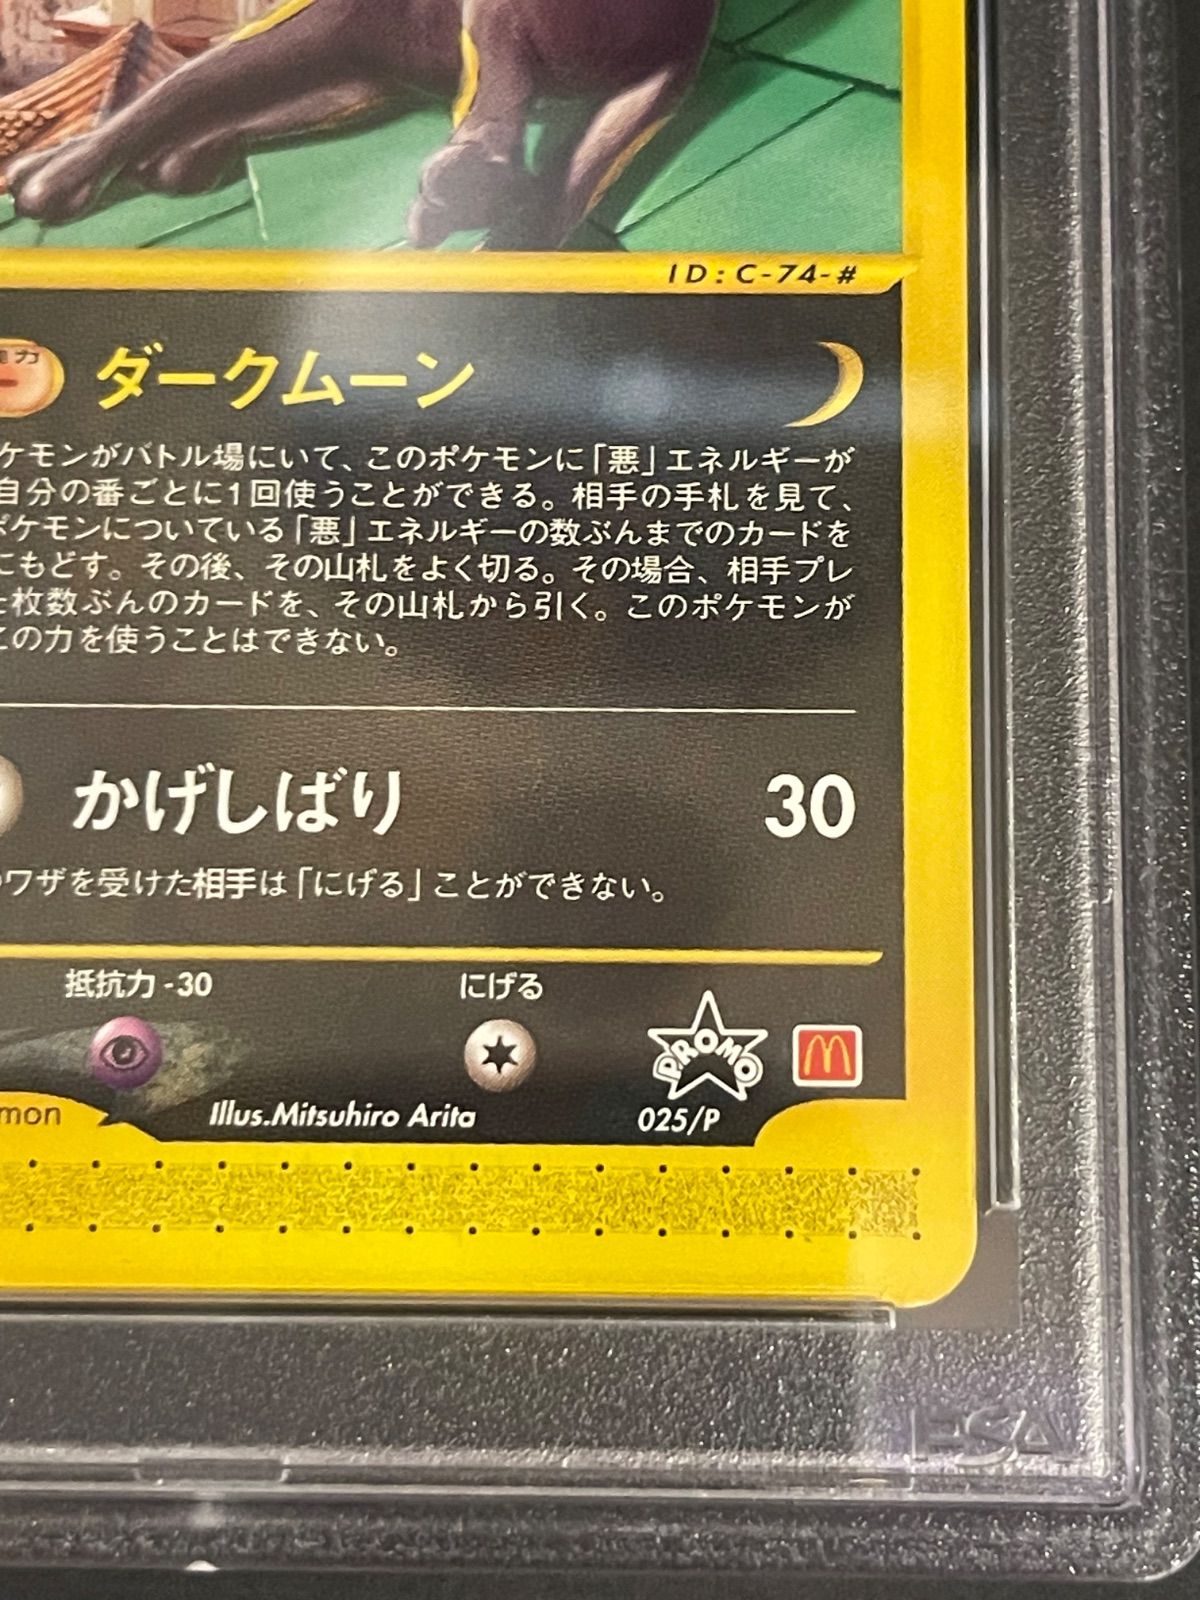 ID : C-74-#
力
ダークムーン
ケモンがバトル場にいて、このポケモンに「悪」エネルギーが
自分の番ごとに1回使うことができる。相手の手札を見て、
ポケモンについている「悪」エネルギーの数ぶんまでのカードを
にもどす。その後、その山札をよく切る。その場合、相手プレ
た枚数ぶんのカードを、その山札から引く。このポケモンが
この力を使うことはできない。
かげしばり 30
ワザを受けた相手は「にげる」ことができない。
抵抗力 -30 にげる
PROMO
M
mon Illus.Mitsuhiro Arita 025/P
PSA